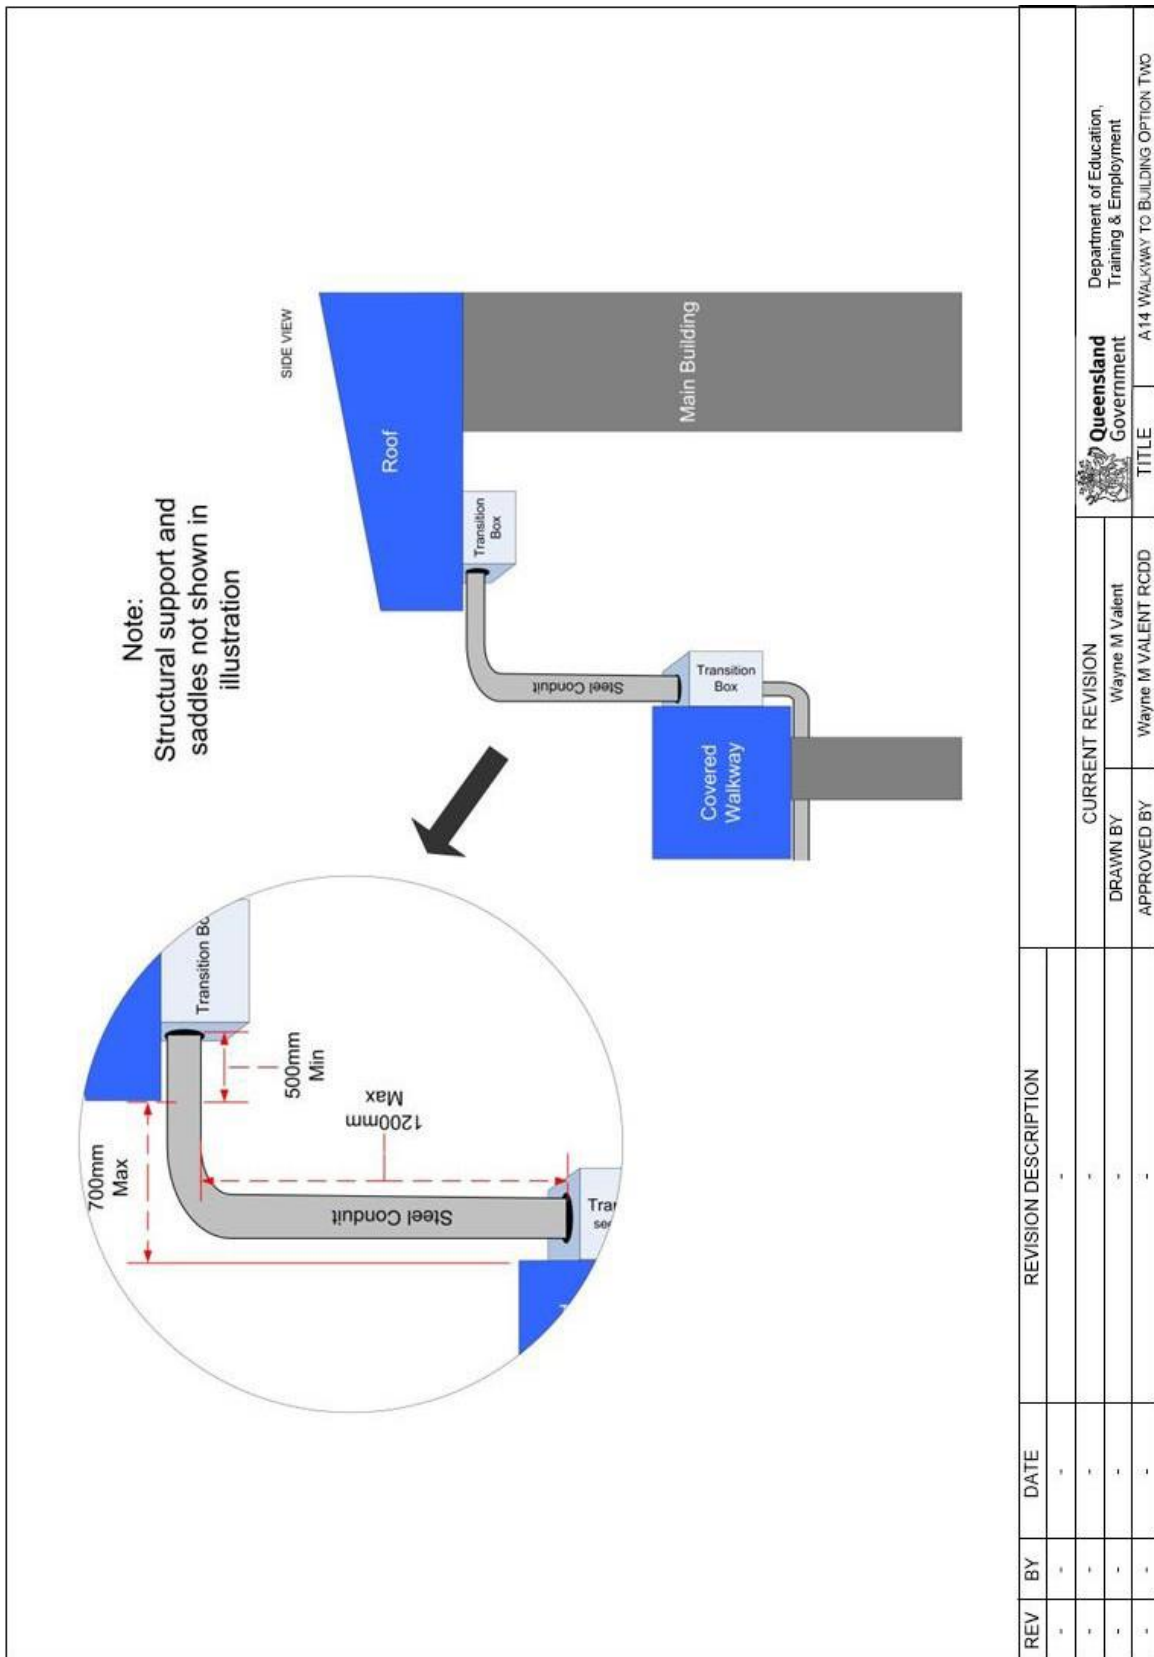 Note:
Structural support and
saddles not shown in
illustration
SIDE VIEW
Roof
Main Building
Transition
Box
Steel Conduit
Transition
Box
Covered
Walkway
700mm
Max
500mm
Min
1200mm
Max
Steel Conduit
Transition Bo
Tra
REV BY DATE REVISION DESCRIPTION
- - - -
- - - -
- - - -
- - - -
CURRENT REVISION
DRAWN BY Wayne M Valent
APPROVED BY Wayne M VALENT RCDD
Queensland
Government
Department of Education,
Training & Employment
TITLE A14 WALKWAY TO BUILDING OPTION TWO